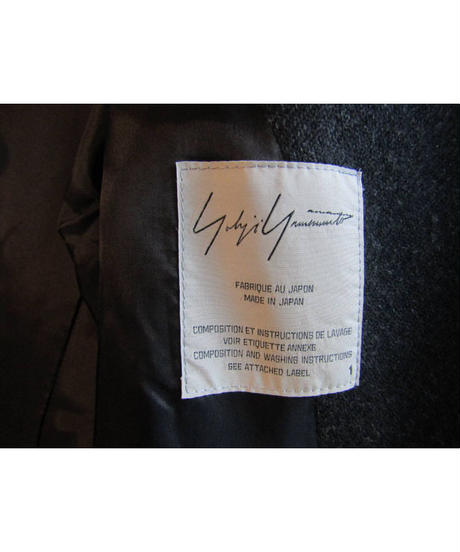 Yohji Yamamoto
FABRIQUE AU JAPON
MADE IN JAPAN
COMPOSITION ET INSTRUCTIONS DE LAVAGE
VOIR ETIQUETTE ANNEXE
COMPOSITION AND WASHING INSTRUCTIONS
SEE ATTACHED LABEL
1